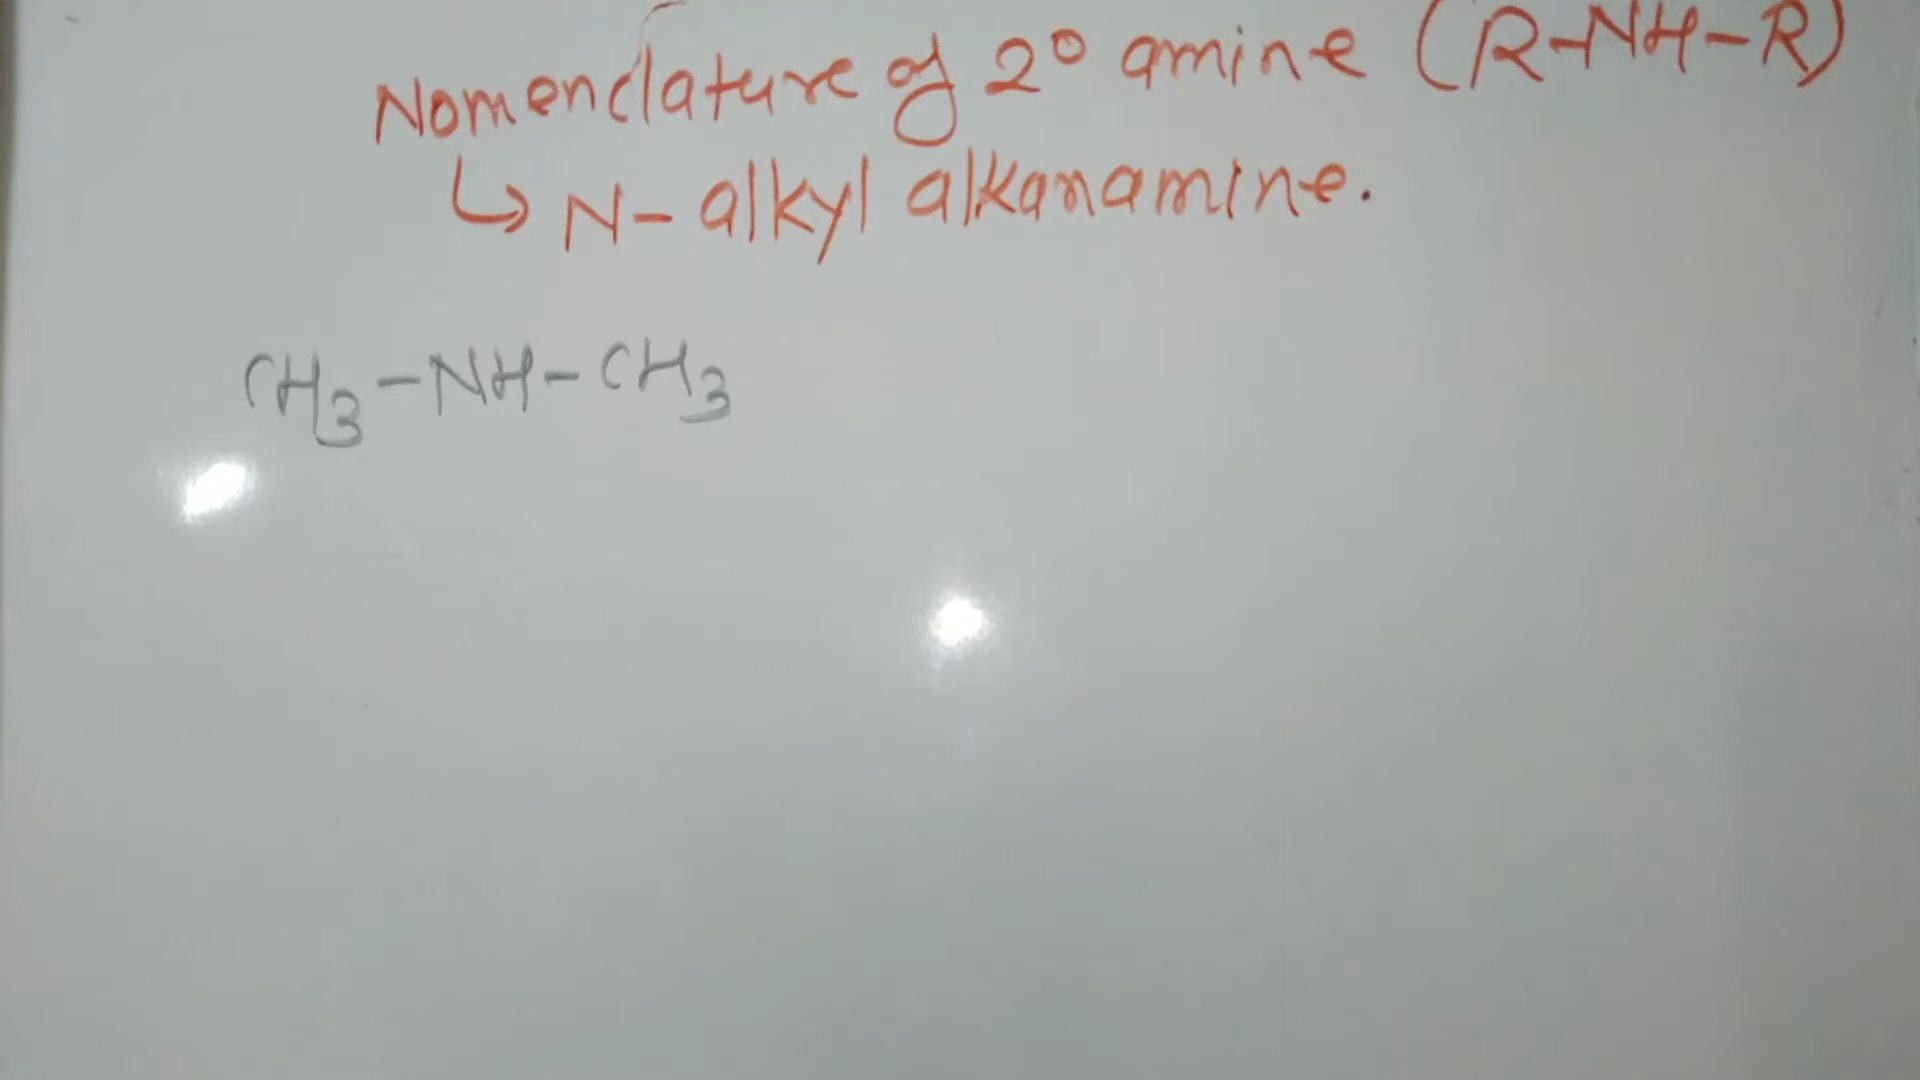 Nomenclature of 2° amine (R-NH-R)
↳ N-alkyl alkanamine.
CH₃-NH-CH₃